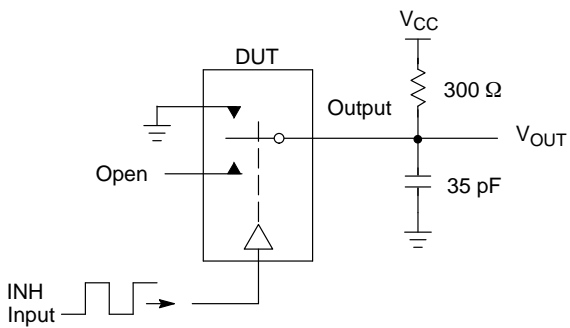 VCC
DUT
300 Ω
Output
VOUT
Open
35 pF
INH
Input